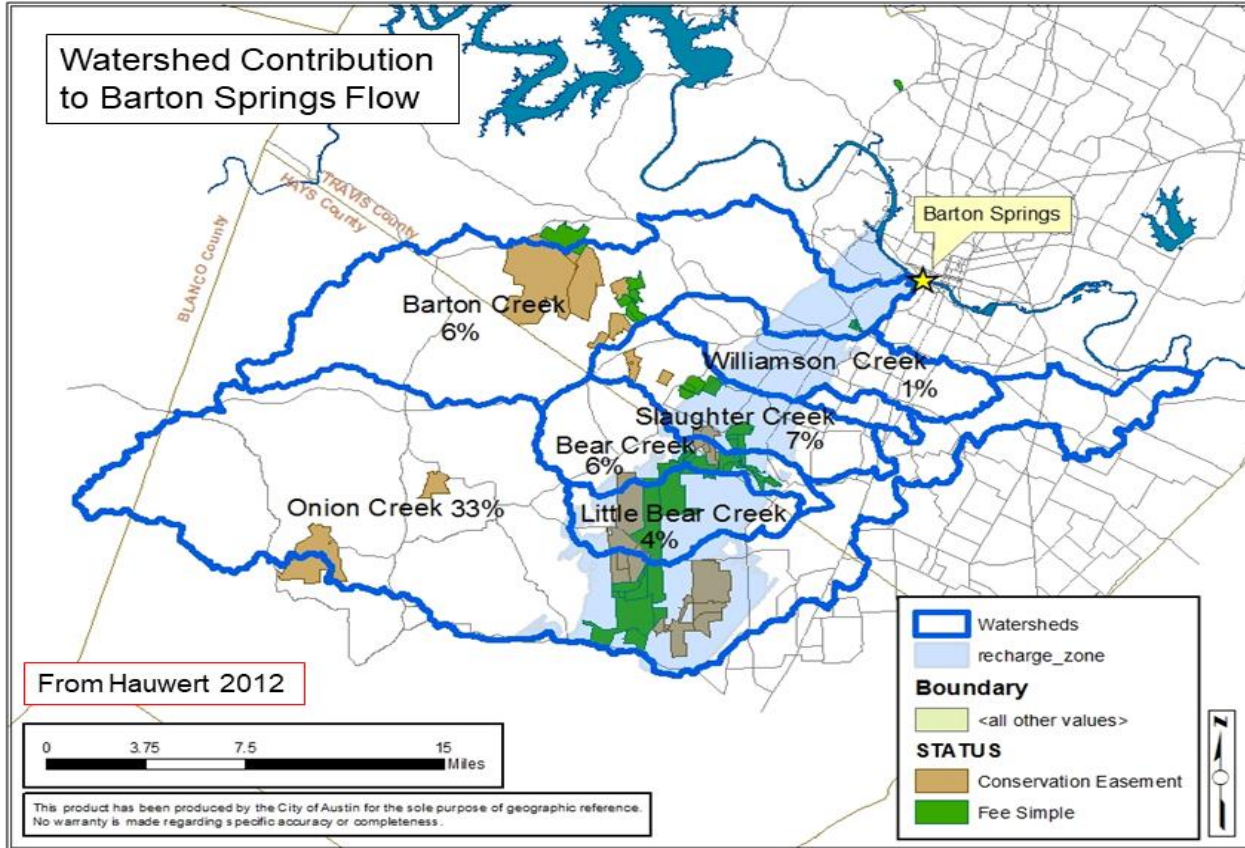 Watershed Contribution
to Barton Springs Flow
TRAVIS County
HAYS County
BLANCO County
Barton Springs
Barton Creek
6%
Williamson Creek
1%
Slaughter Creek
7%
Bear Creek
6%
Onion Creek 33%
Little Bear Creek
4%
From Hauwert 2012
0 3.75 7.5 15
Miles
This product has been produced by the City of Austin for the sole purpose of geographic reference.
No warranty is made regarding specific accuracy or completeness.
Watersheds
recharge_zone
Boundary
<all other values>
STATUS
Conservation Easement
Fee Simple
N